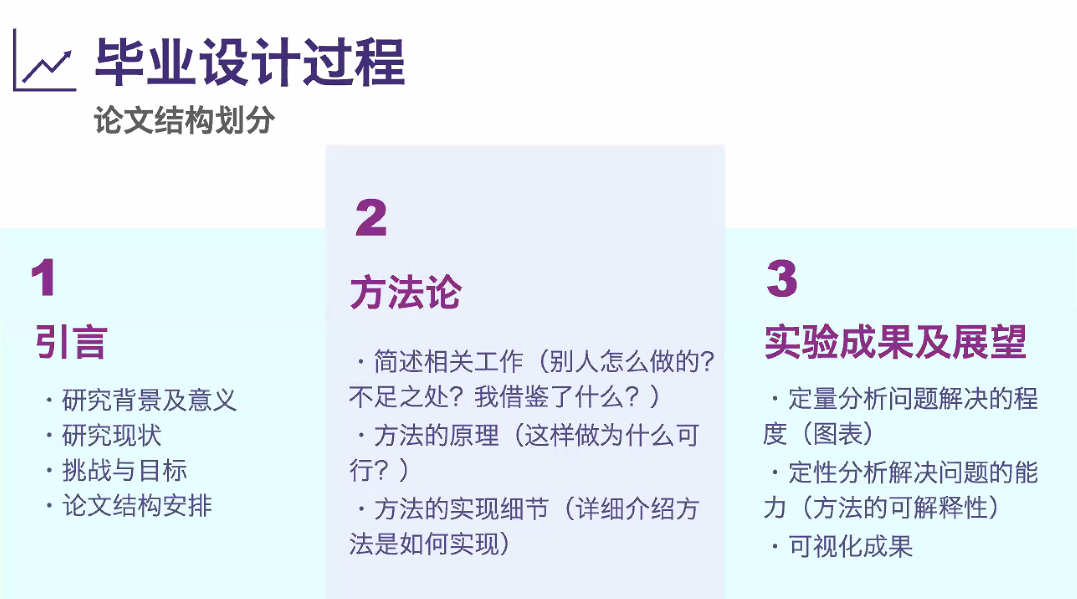 毕业设计过程
论文结构划分
1
引言
·研究背景及意义
·研究现状
·挑战与目标
·论文结构安排
2
方法论
·简述相关工作（别人怎么做的？
不足之处？我借鉴了什么？）
·方法的原理（这样做为什么可
行？）
·方法的实现细节（详细介绍方
法是如何实现）
3
实验成果及展望
·定量分析问题解决的程
度（图表）
·定性分析解决问题的能
力（方法的可解释性）
·可视化成果